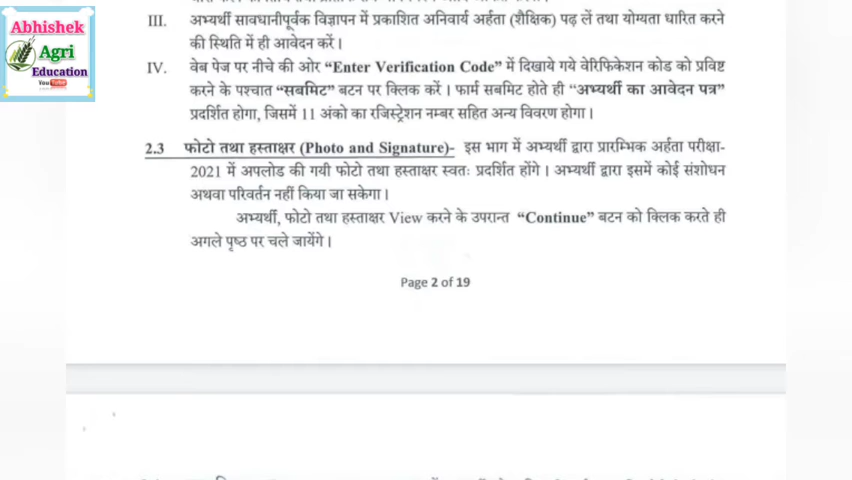 Abhishek
Agri
Education
You
III. अभ्यर्थी सावधानीपूर्वक विज्ञापन में प्रकाशित अनिवार्य अर्हता (शैक्षिक) पढ़ लें तथा योग्यता धारित करने
की स्थिति में ही आवेदन करें।
IV. वेब पेज पर नीचे की ओर “Enter Verification Code” में दिखाये गये वेरिफिकेशन कोड को प्रविष्ट
करने के पश्चात “सबमिट” बटन पर क्लिक करें। फार्म सबमिट होते ही “अभ्यर्थी का आवेदन पत्र”
प्रदर्शित होगा, जिसमें 11 अंको का रजिस्ट्रेशन नम्बर सहित अन्य विवरण होगा।
2.3 फोटो तथा हस्ताक्षर (Photo and Signature)- इस भाग में अभ्यर्थी द्वारा प्रारम्भिक अर्हता परीक्षा-
2021 में अपलोड की गयी फोटो तथा हस्ताक्षर स्वतः प्रदर्शित होंगे। अभ्यर्थी द्वारा इसमें कोई संशोधन
अथवा परिवर्तन नहीं किया जा सकेगा।
अभ्यर्थी, फोटो तथा हस्ताक्षर View करने के उपरान्त “Continue” बटन को क्लिक करते ही
अगले पृष्ठ पर चले जायेंगे।
Page 2 of 19